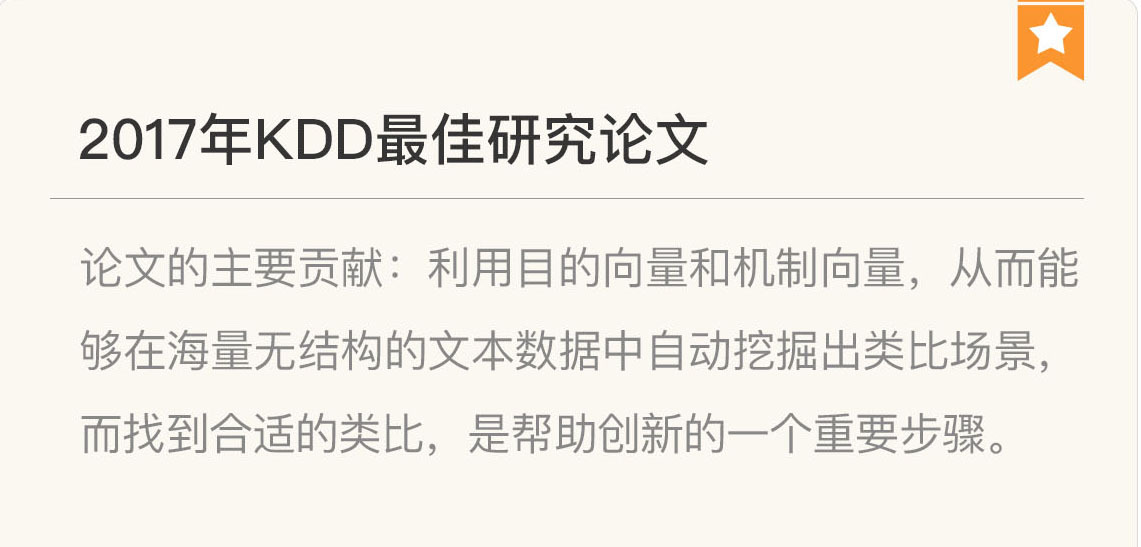 2017年KDD最佳研究论文
论文的主要贡献：利用目的向量和机制向量，从而能
够在海量无结构的文本数据中自动挖掘出类比场景，
而找到合适的类比，是帮助创新的一个重要步骤。